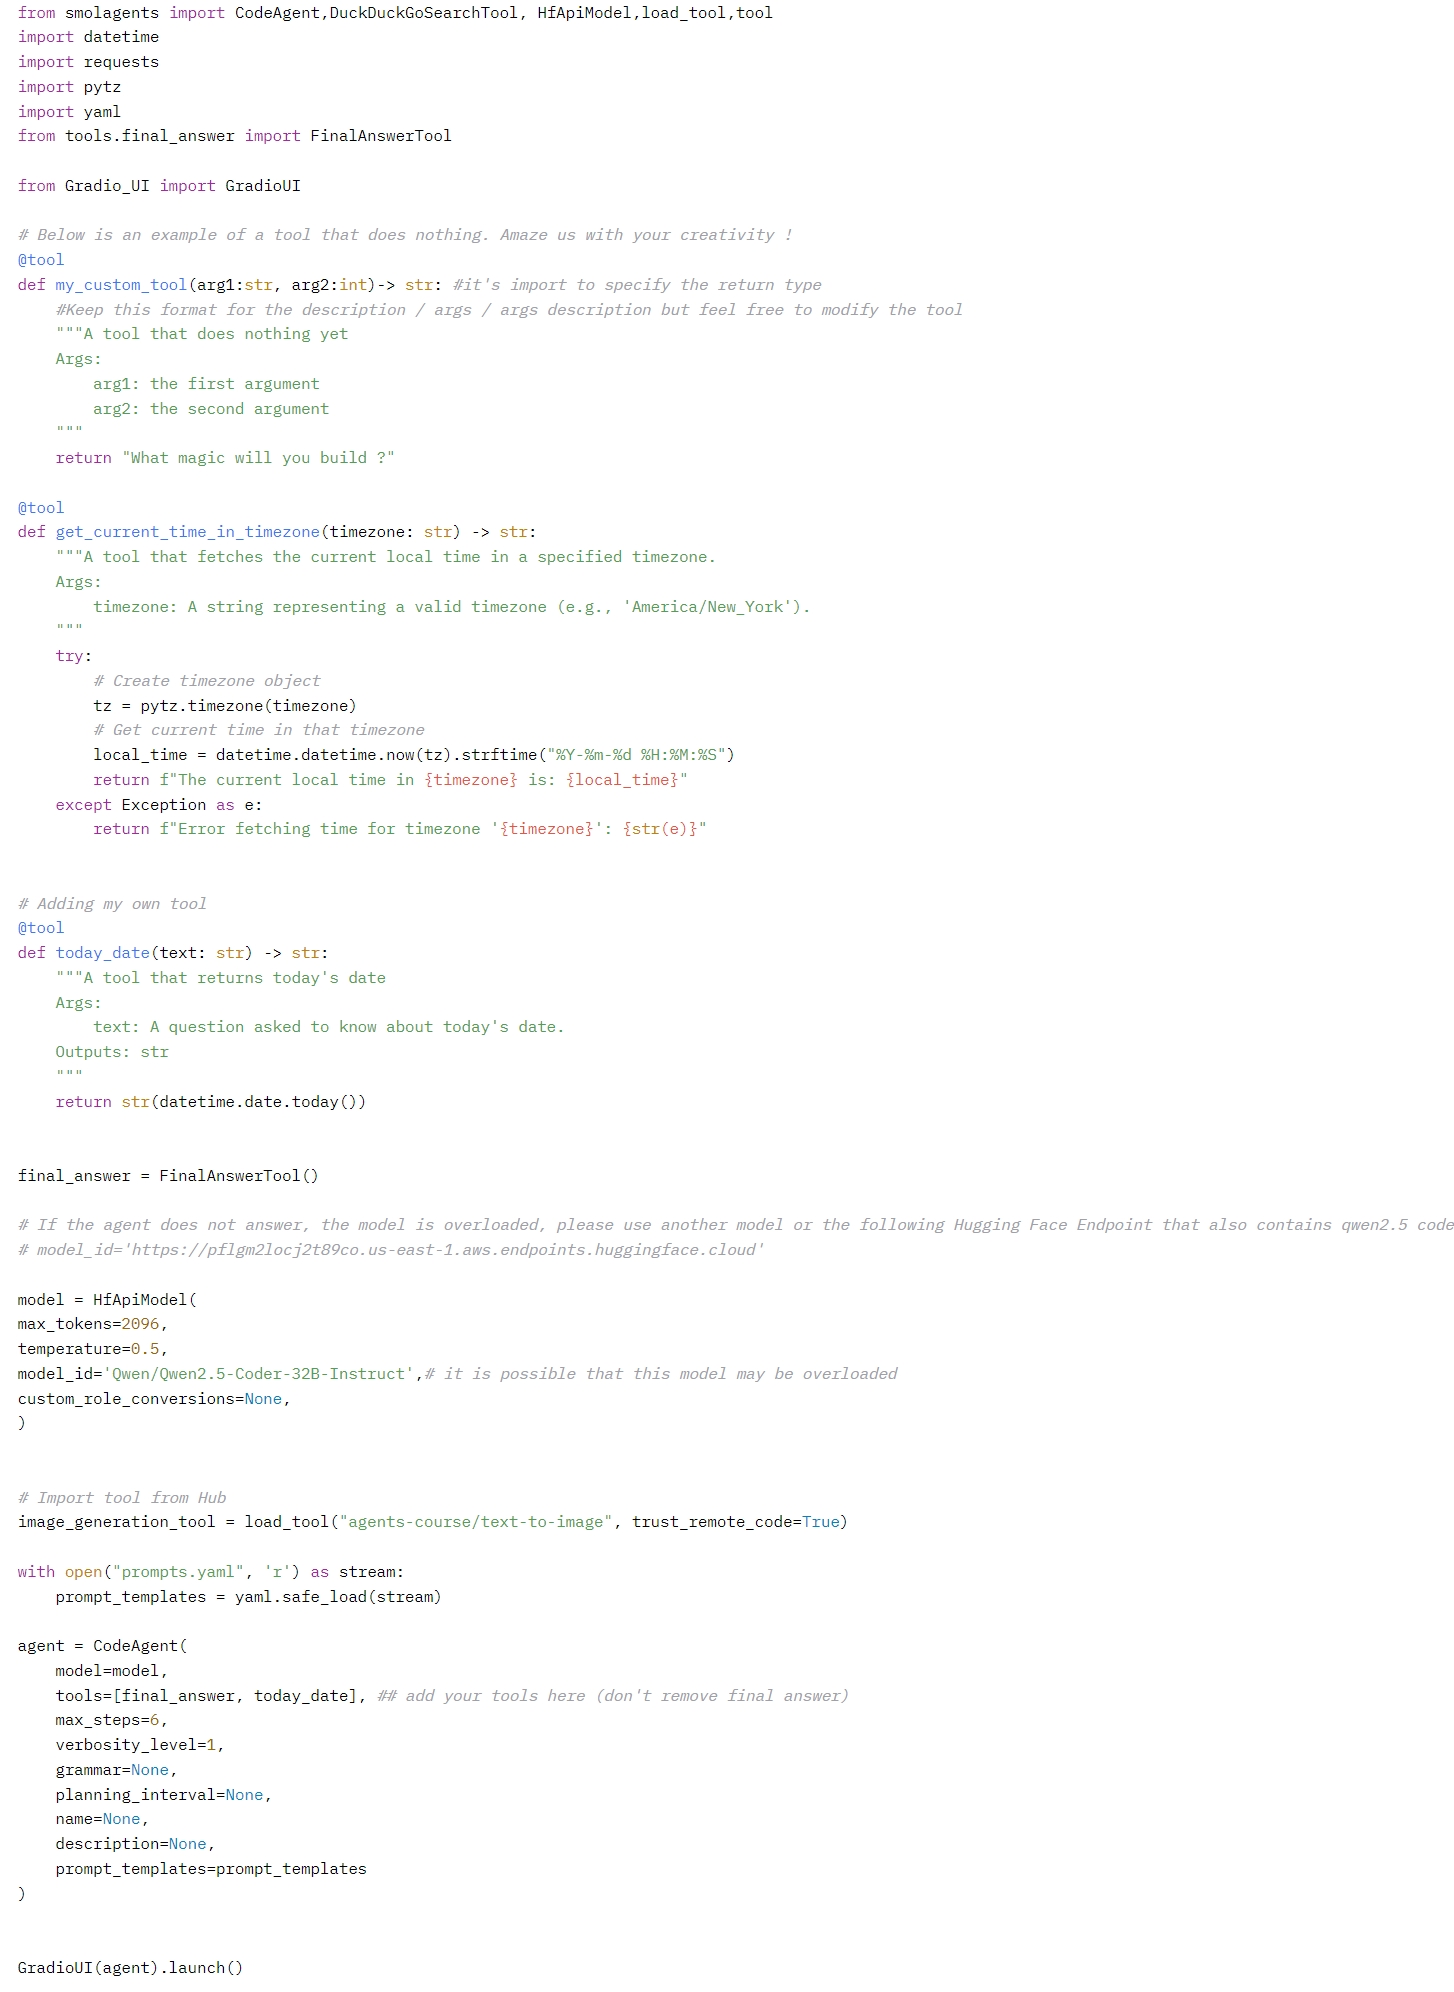 from smolagents import CodeAgent,DuckDuckGoSearchTool, HfApiModel,load_tool,tool
import datetime
import requests
import pytz
import yaml
from tools.final_answer import FinalAnswerTool

from Gradio_UI import GradioUI

# Below is an example of a tool that does nothing. Amaze us with your creativity !
@tool
def my_custom_tool(arg1:str, arg2:int)-> str: #it's import to specify the return type
    #Keep this format for the description / args / args description but feel free to modify the tool
    """A tool that does nothing yet
    Args:
        arg1: the first argument
        arg2: the second argument
    """
    return "What magic will you build ?"

@tool
def get_current_time_in_timezone(timezone: str) -> str:
    """A tool that fetches the current local time in a specified timezone.
    Args:
        timezone: A string representing a valid timezone (e.g., 'America/New_York').
    """
    try:
        # Create timezone object
        tz = pytz.timezone(timezone)
        # Get current time in that timezone
        local_time = datetime.datetime.now(tz).strftime("%Y-%m-%d %H:%M:%S")
        return f"The current local time in {timezone} is: {local_time}"
    except Exception as e:
        return f"Error fetching time for timezone '{timezone}': {str(e)}"


# Adding my own tool
@tool
def today_date(text: str) -> str:
    """A tool that returns today's date
    Args:
        text: A question asked to know about today's date.
    Outputs: str
    """
    return str(datetime.date.today())


final_answer = FinalAnswerTool()

# If the agent does not answer, the model is overloaded, please use another model or the following Hugging Face Endpoint that also contains qwen2.5 code
# model_id='https://pflgm2locj2t89co.us-east-1.aws.endpoints.huggingface.cloud'

model = HfApiModel(
max_tokens=2096,
temperature=0.5,
model_id='Qwen/Qwen2.5-Coder-32B-Instruct',# it is possible that this model may be overloaded
custom_role_conversions=None,
)


# Import tool from Hub
image_generation_tool = load_tool("agents-course/text-to-image", trust_remote_code=True)

with open("prompts.yaml", 'r') as stream:
    prompt_templates = yaml.safe_load(stream)

agent = CodeAgent(
    model=model,
    tools=[final_answer, today_date], ## add your tools here (don't remove final answer)
    max_steps=6,
    verbosity_level=1,
    grammar=None,
    planning_interval=None,
    name=None,
    description=None,
    prompt_templates=prompt_templates
)


GradioUI(agent).launch()